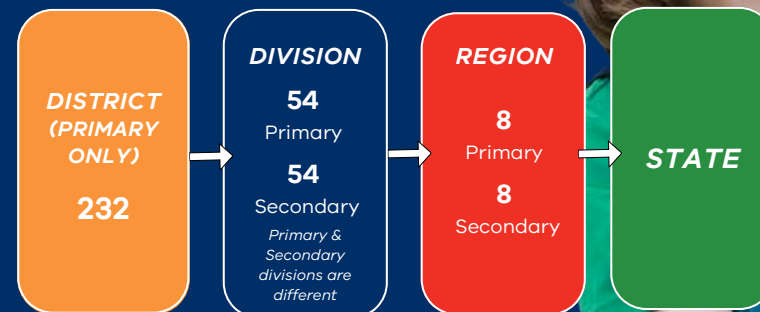 DISTRICT
(PRIMARY
ONLY)
232
DIVISION
54
Primary
54
Secondary
Primary &
Secondary
divisions are
different
REGION
8
Primary
8
Secondary
STATE